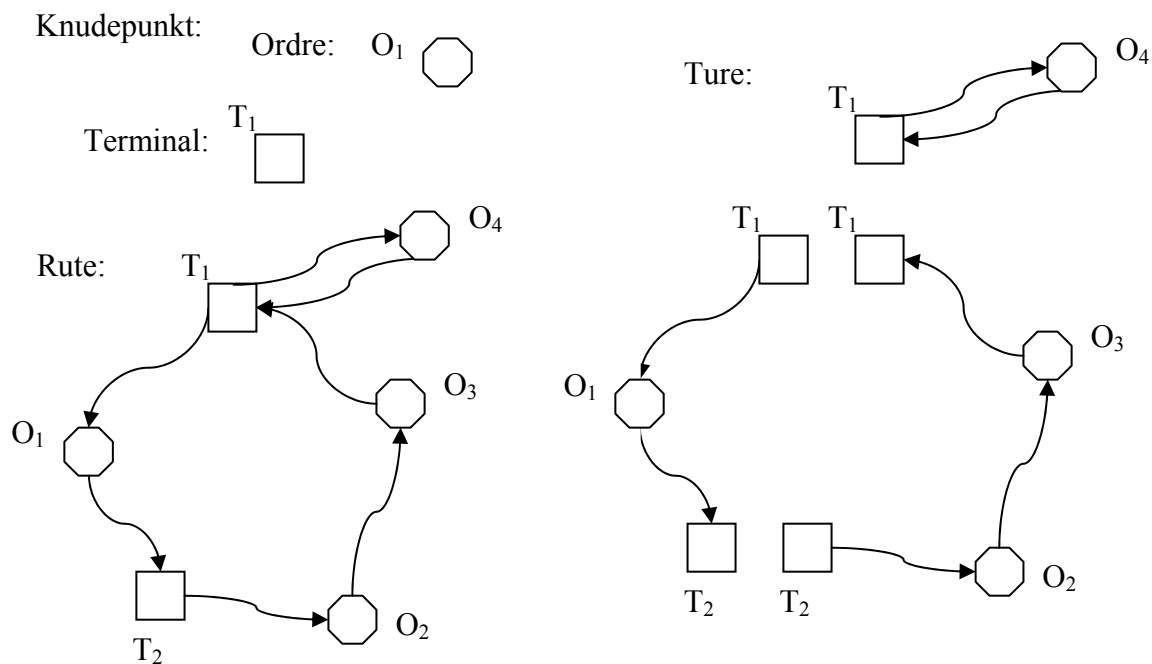 Knudepunkt:
Ordre: O₁
Terminal: T₁
Rute: T₁
O₄
O₃
O₁
O₂
T₂
Ture:
T₁
O₄
T₁ T₁
O₃
O₁
O₂
T₂ T₂